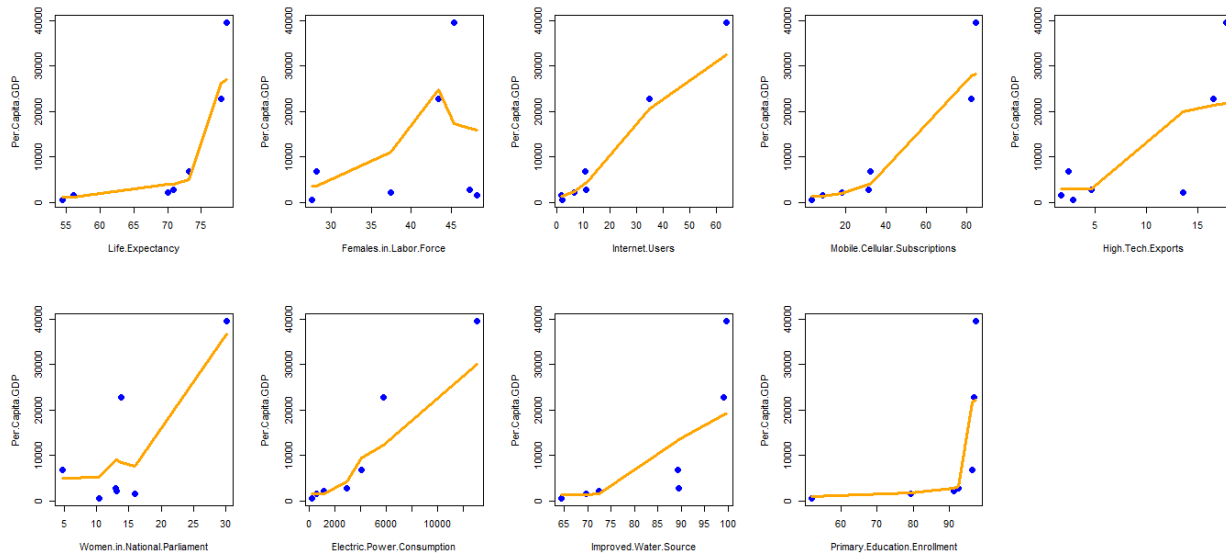 0 10000 20000 30000 40000
Per.Capita.GDP
55 60 65 70 75
Life.Expectancy
0 10000 20000 30000 40000
Per.Capita.GDP
30 35 40 45
Females.in.Labor.Force
0 10000 20000 30000 40000
Per.Capita.GDP
0 10 20 30 40 50 60
Internet.Users
0 10000 20000 30000 40000
Per.Capita.GDP
20 40 60 80
Mobile.Cellular.Subscriptions
0 10000 20000 30000 40000
Per.Capita.GDP
5 10 15
High.Tech.Exports
0 10000 20000 30000 40000
Per.Capita.GDP
5 10 15 20 25 30
Women.in.National.Parliament
0 10000 20000 30000 40000
Per.Capita.GDP
0 2000 6000 10000
Electric.Power.Consumption
0 10000 20000 30000 40000
Per.Capita.GDP
65 70 75 80 85 90 95 100
Improved.Water.Source
0 10000 20000 30000 40000
Per.Capita.GDP
60 70 80 90
Primary.Education.Enrollment